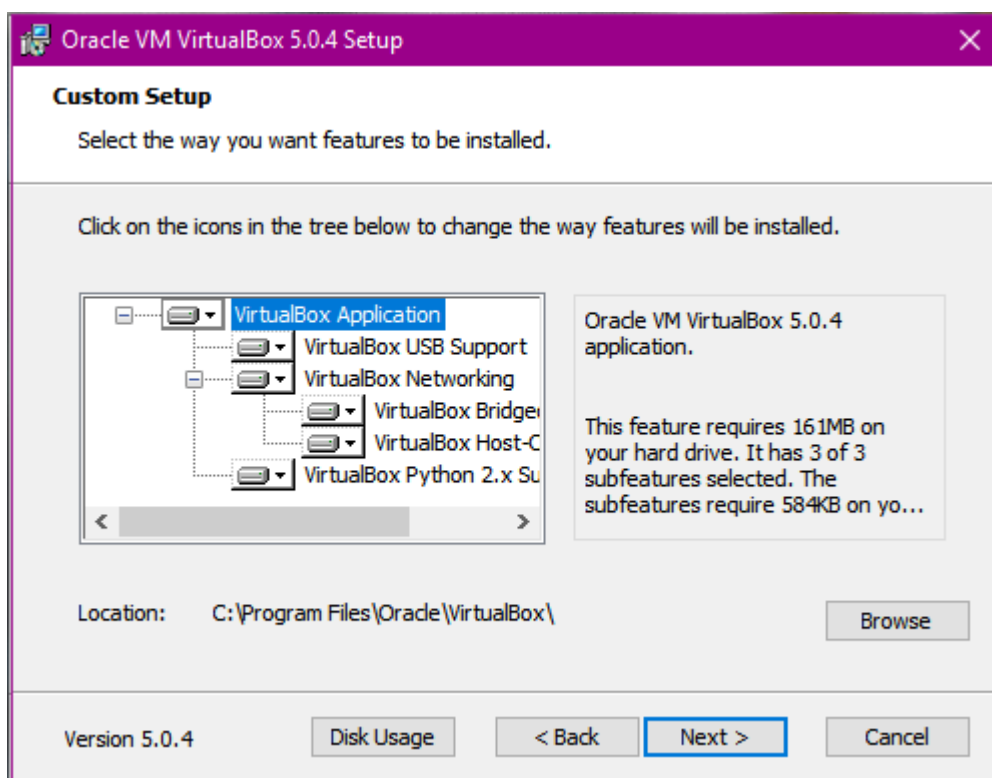 Oracle VM VirtualBox 5.0.4 Setup
Custom Setup
Select the way you want features to be installed.
Click on the icons in the tree below to change the way features will be installed.
VirtualBox Application
VirtualBox USB Support
VirtualBox Networking
VirtualBox Bridge
VirtualBox Host-C
VirtualBox Python 2.x Su
Oracle VM VirtualBox 5.0.4
application.
This feature requires 161MB on
your hard drive. It has 3 of 3
subfeatures selected. The
subfeatures require 584KB on yo...
Location: C:\Program Files\Oracle\VirtualBox\
Browse
Version 5.0.4
Disk Usage
< Back
Next >
Cancel